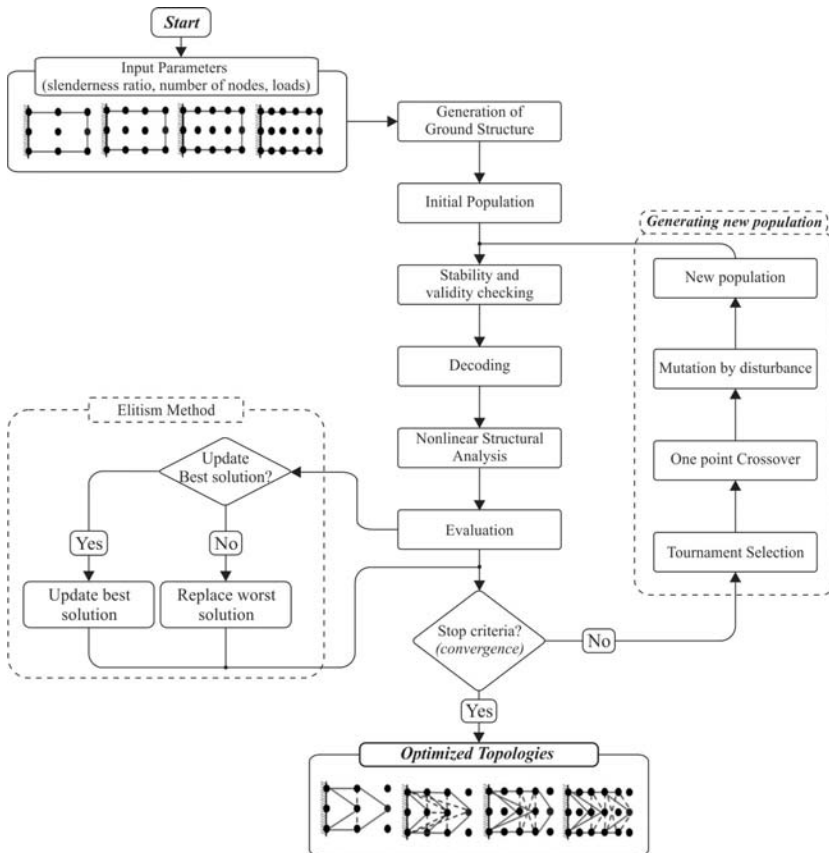 Start
Input Parameters
(slenderness ratio, number of nodes, loads)
Generation of
Ground Structure
Initial Population
Generating new population
Stability and
validity checking
New population
Decoding
Mutation by disturbance
Elitism Method
Nonlinear Structural
Analysis
Update
Best solution?
One point Crossover
Evaluation
Yes
No
Tournament Selection
Update best
solution
Replace worst
solution
Stop criteria?
(convergence)
No
Yes
Optimized Topologies